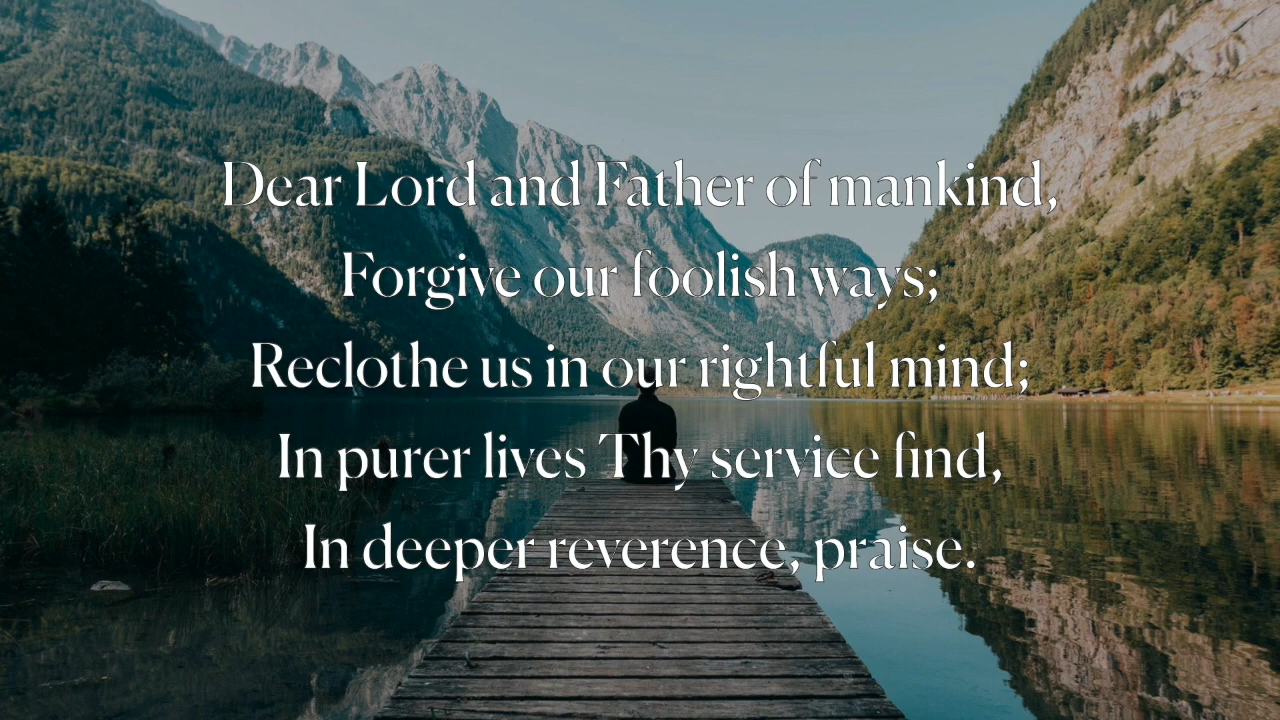 Dear Lord and Father of mankind,
Forgive our foolish ways;
Reclothe us in our rightful mind;
In purer lives Thy service find,
In deeper reverence, praise.